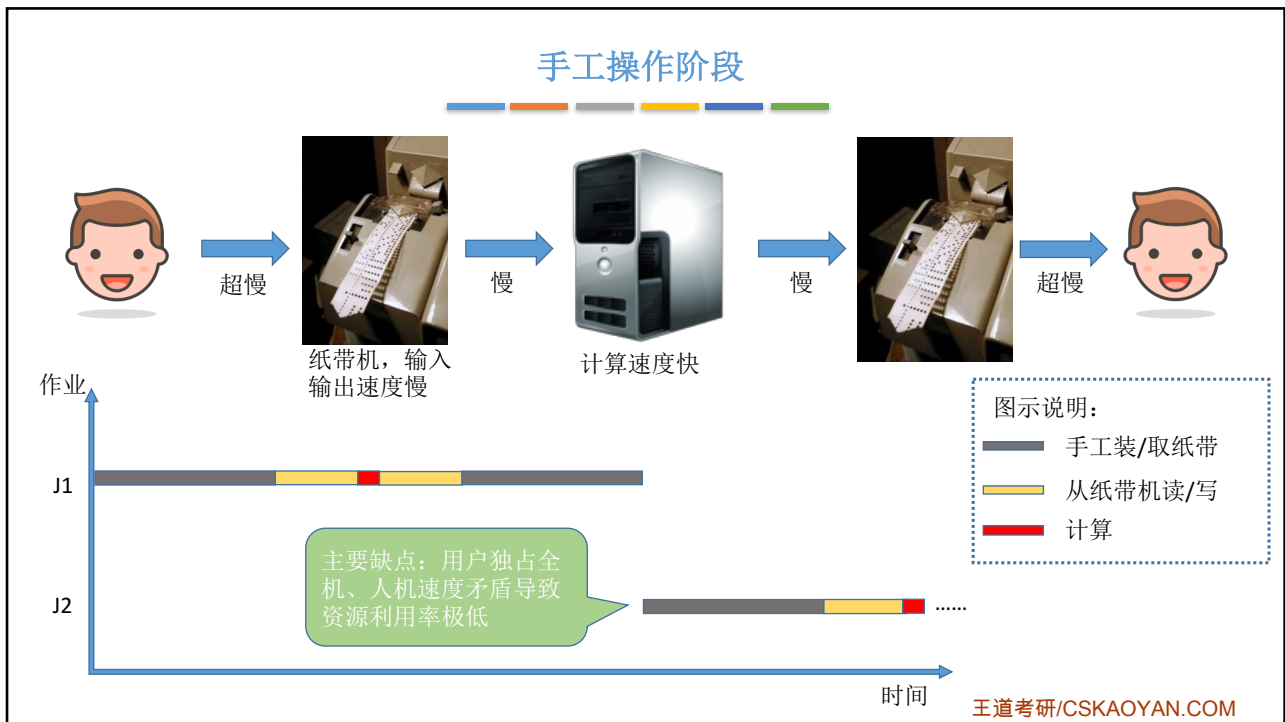 手工操作阶段
超慢
慢
慢
超慢
纸带机，输入
输出速度慢
计算速度快
作业
图示说明：
手工装/取纸带
从纸带机读/写
计算
J1
主要缺点：用户独占全
机、人机速度矛盾导致
资源利用率极低
J2
......
时间
王道考研/CSKAOYAN.COM